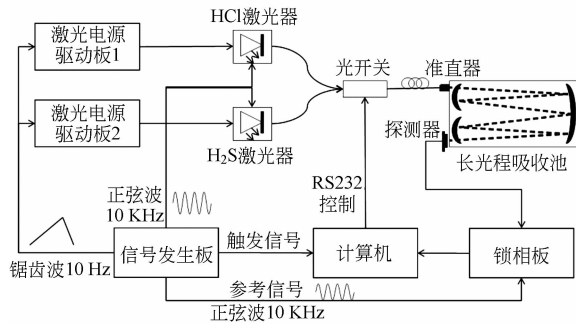 HCl激光器
激光电源
驱动板1
光开关
准直器
激光电源
驱动板2
探测器
H₂S激光器
长光程吸收池
正弦波
10 KHz
RS232
控制
信号发生板
触发信号
计算机
锁相板
锯齿波10 Hz
参考信号
正弦波10 KHz